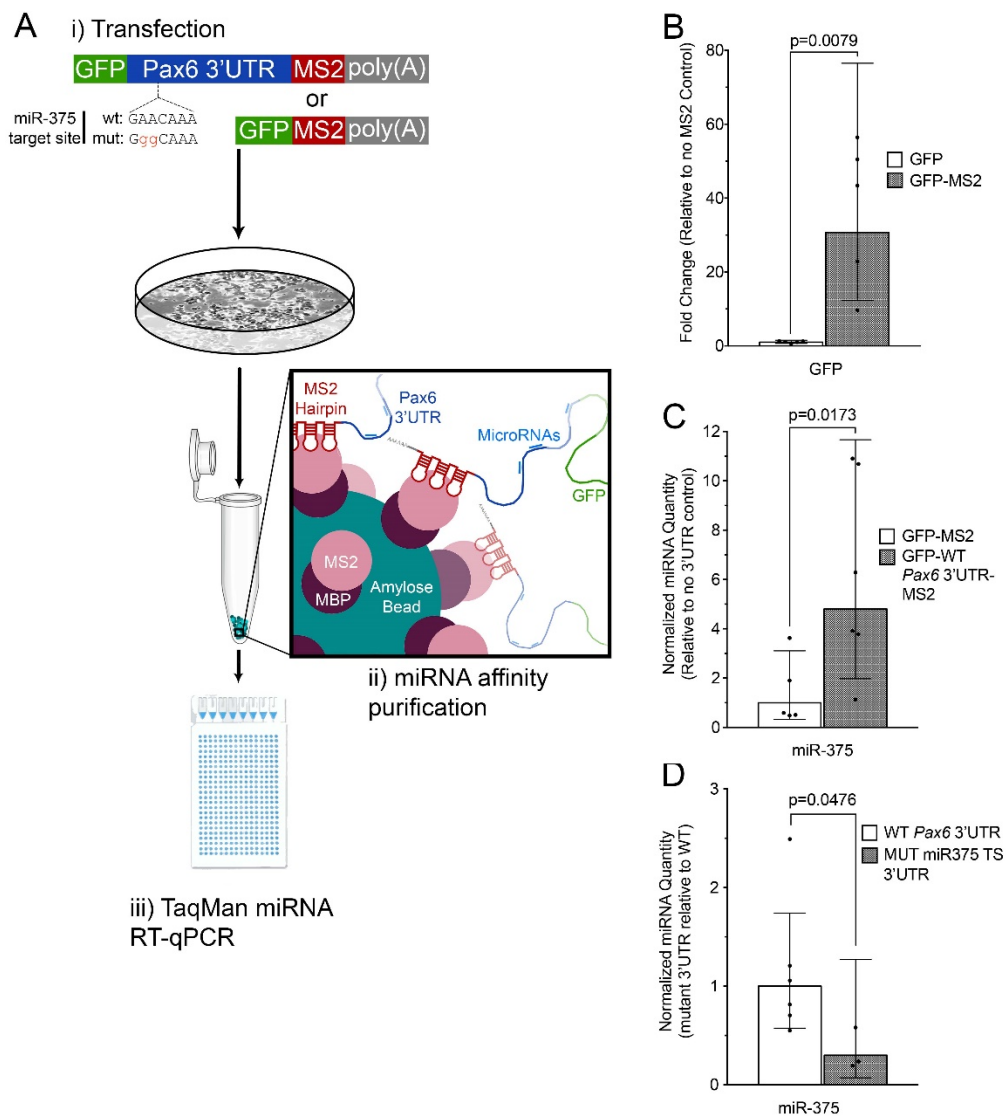 A
i) Transfection
GFP Pax6 3'UTR MS2 poly(A)
miR-375
target site
wt: GAACAAA
mut: GggCAAA
or
GFP MS2 poly(A)
MS2
Hairpin
Pax6
3'UTR
MicroRNAs
GFP
MS2
MBP
Amylose
Bead
ii) miRNA affinity
purification
iii) TaqMan miRNA
RT-qPCR
B
p=0.0079
Fold Change (Relative to no MS2 Control)
80
60
40
20
0
GFP
GFP-MS2
GFP
C
p=0.0173
Normalized miRNA Quantity
(Relative to no 3'UTR control)
12
10
8
6
4
2
0
GFP-MS2
GFP-WT
Pax6 3'UTR-
MS2
miR-375
D
p=0.0476
Normalized miRNA Quantity
(mutant 3'UTR relative to WT)
3
2
1
0
WT Pax6 3'UTR
MUT miR375 TS
3'UTR
miR-375